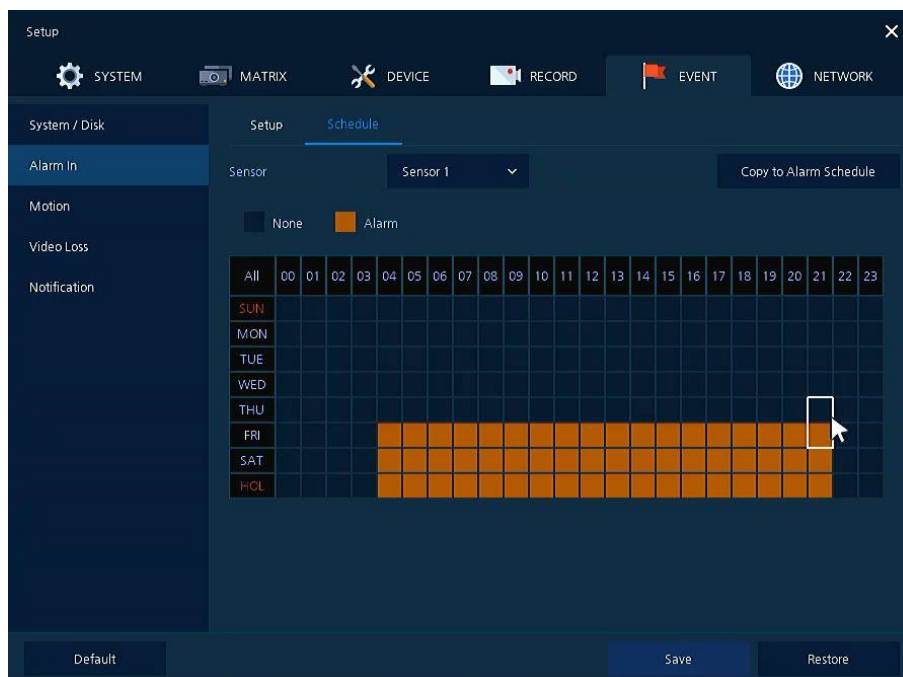 Setup
SYSTEM MATRIX DEVICE RECORD EVENT NETWORK
System / Disk
Alarm In
Motion
Video Loss
Notification
Setup Schedule
Sensor Sensor 1 Copy to Alarm Schedule
None Alarm
All 00 01 02 03 04 05 06 07 08 09 10 11 12 13 14 15 16 17 18 19 20 21 22 23
SUN
MON
TUE
WED
THU
FRI
SAT
HOL
Default Save Restore